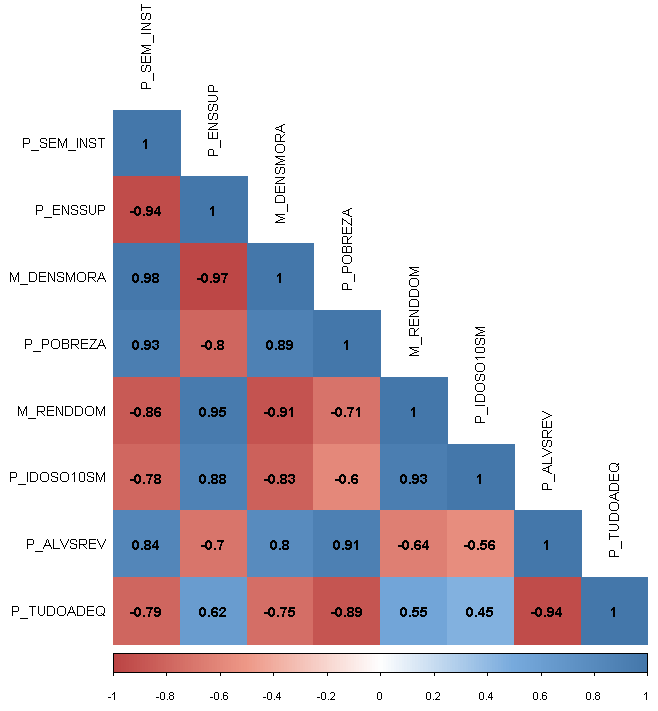 P_SEM_INST
P_ENSSUP
M_DENSMORA
P_POBREZA
M_RENDDOM
P_IDOSO10SM
P_ALVSREV
P_TUDOADEQ
P_SEM_INST 1
P_ENSSUP -0.94 1
M_DENSMORA 0.98 -0.97 1
P_POBREZA 0.93 -0.8 0.89 1
M_RENDDOM -0.86 0.95 -0.91 -0.71 1
P_IDOSO10SM -0.78 0.88 -0.83 -0.6 0.93 1
P_ALVSREV 0.84 -0.7 0.8 0.91 -0.64 -0.56 1
P_TUDOADEQ -0.79 0.62 -0.75 -0.89 0.55 0.45 -0.94 1
-1 -0.8 -0.6 -0.4 -0.2 0 0.2 0.4 0.6 0.8 1